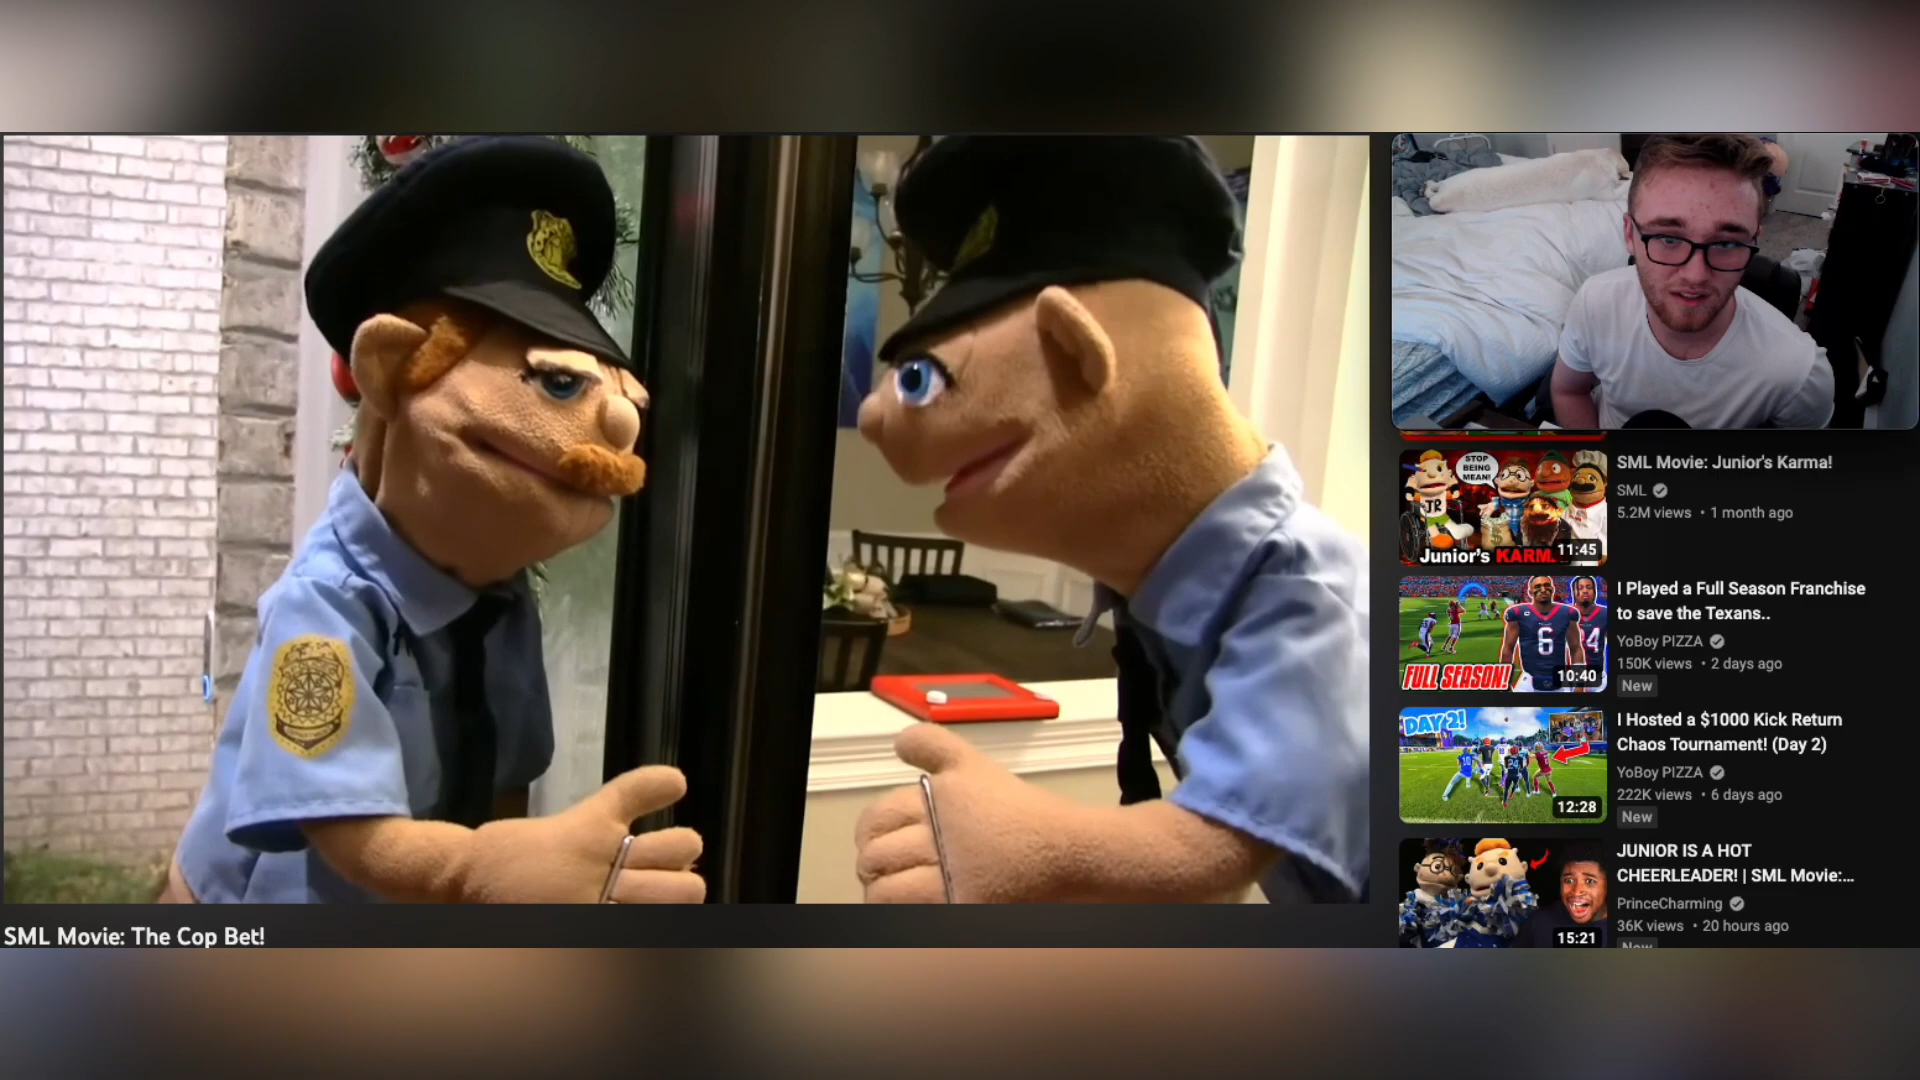 SML Movie: The Cop Bet!
STOP
BEING
MEAN!
JR
Junior's KARM
11:45
SML Movie: Junior's Karma!
SML
5.2M views • 1 month ago
6
4
FULL SEASON!
10:40
I Played a Full Season Franchise
to save the Texans..
YoBoy PIZZA
150K views • 2 days ago
New
DAY 2!
12:28
I Hosted a $1000 Kick Return
Chaos Tournament! (Day 2)
YoBoy PIZZA
222K views • 6 days ago
New
15:21
JUNIOR IS A HOT
CHEERLEADER! | SML Movie:...
PrinceCharming
36K views • 20 hours ago
New